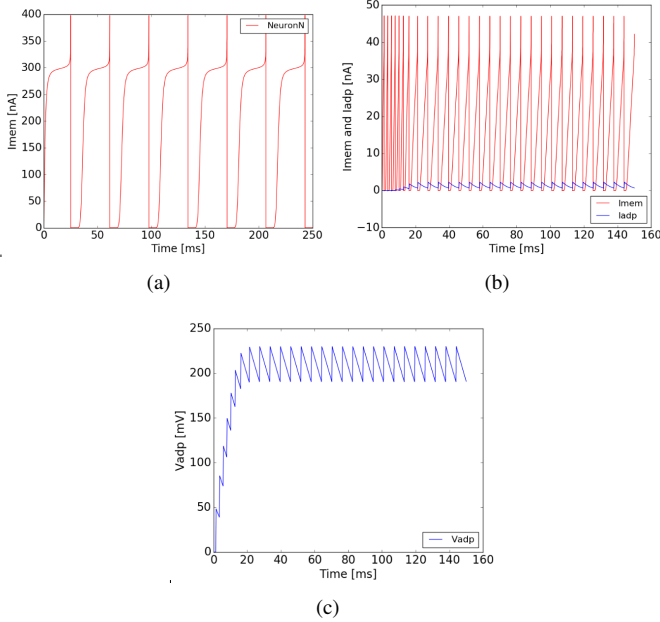 400
350
300
250
200
150
100
50
0
Imem [nA]
NeuronN
0 50 100 150 200 250
Time [ms]
(a)
50
40
30
20
10
0
−10
Imem and Iadp [nA]
Imem
Iadp
0 20 40 60 80 100 120 140 160
Time [ms]
(b)
250
200
150
100
50
0
Vadp [mV]
Vadp
0 20 40 60 80 100 120 140 160
Time [ms]
(c)